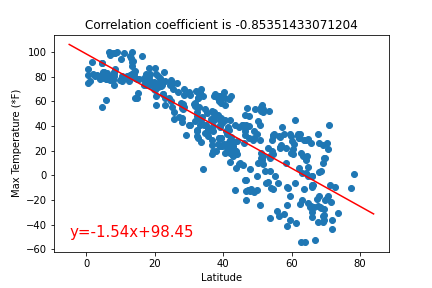 Correlation coefficient is -0.85351433071204
Max Temperature (*F)
100
80
60
40
20
0
−20
−40
−60
y=-1.54x+98.45
0 20 40 60 80
Latitude